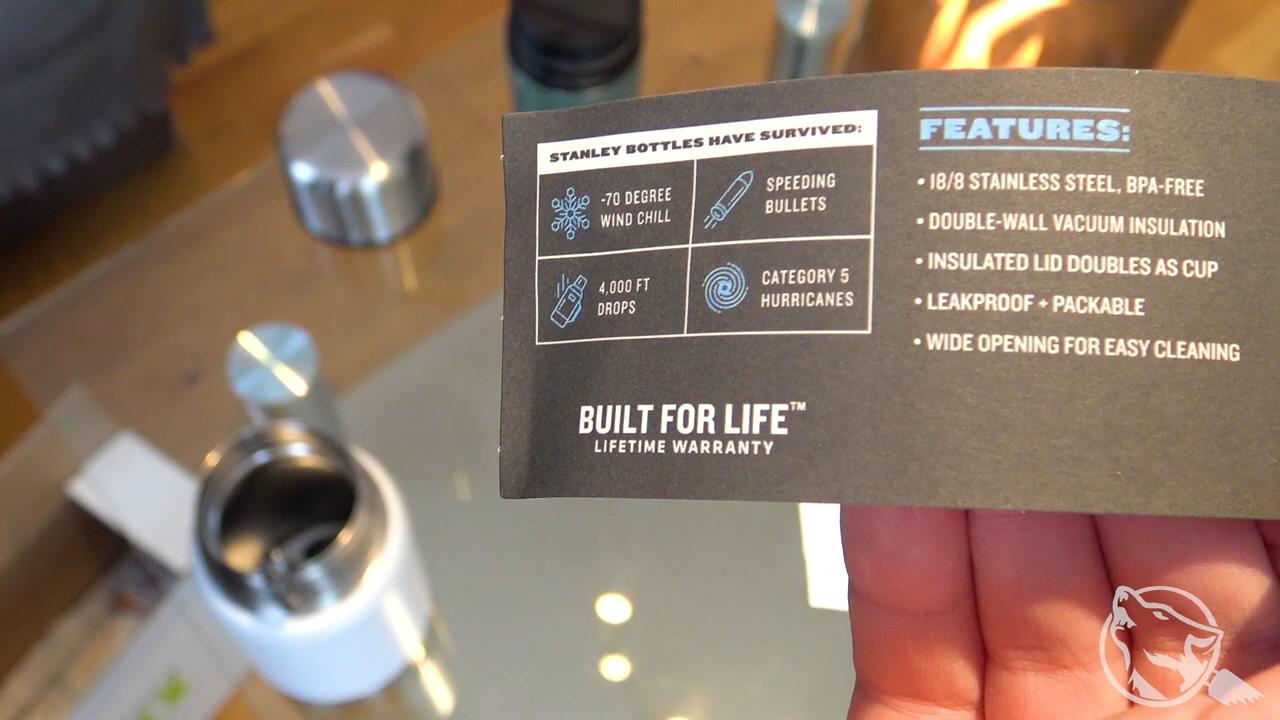 STANLEY BOTTLES HAVE SURVIVED:
-70 DEGREE
WIND CHILL
SPEEDING
BULLETS
4,000 FT
DROPS
CATEGORY 5
HURRICANES
BUILT FOR LIFE™
LIFETIME WARRANTY
FEATURES:
• 18/8 STAINLESS STEEL, BPA-FREE
• DOUBLE-WALL VACUUM INSULATION
• INSULATED LID DOUBLES AS CUP
• LEAKPROOF + PACKABLE
• WIDE OPENING FOR EASY CLEANING